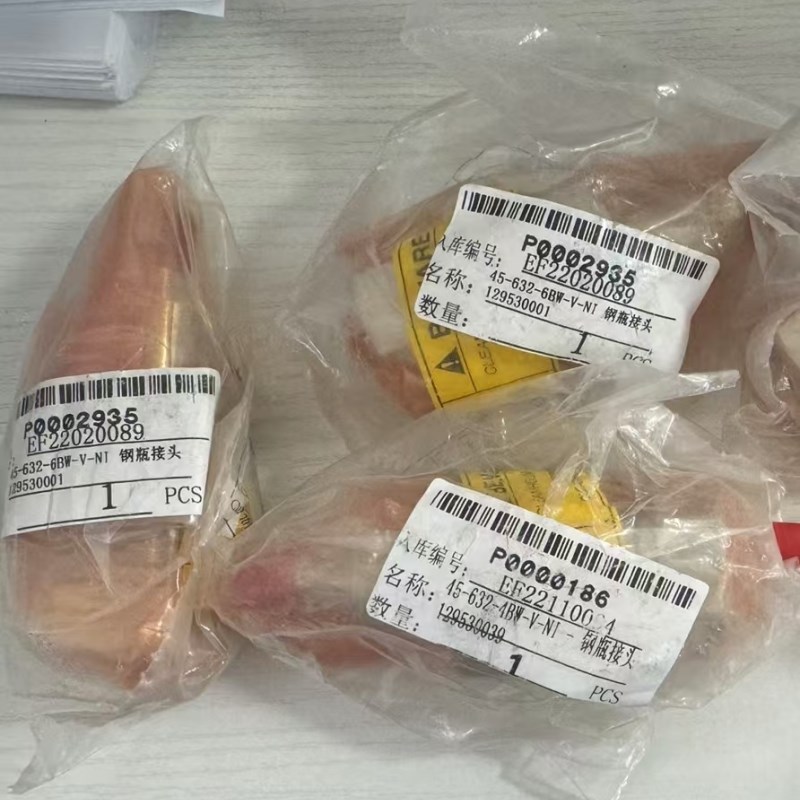 P0002935
EF22020089
45-632-6BW-V-NI 钢瓶接头
129530001
1 PCS
BEWARE
CLEA
P0002935
入库编号: EF22020089
名称: 45-632-6BW-V-NI 钢瓶接头
129530001
数量: 1 PCS
P0000186
入库编号:
名称: 45-632-4BW-V-NI - 钢瓶接头
129530039
数量: 1 PCS